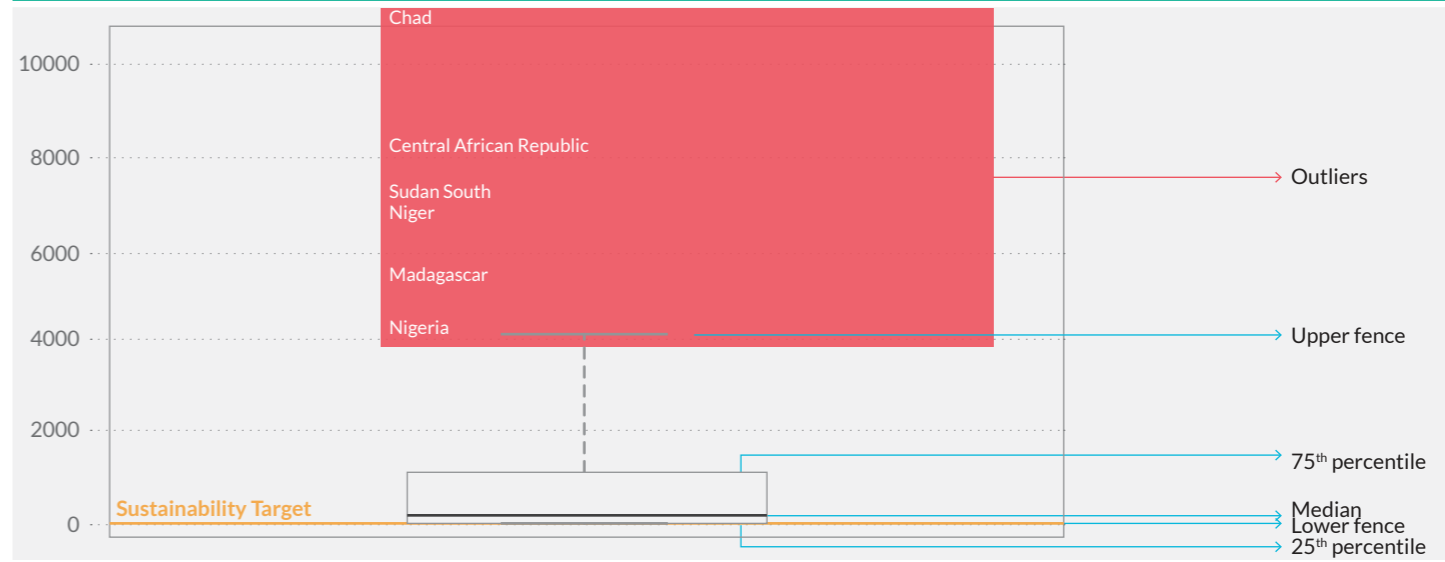 Chad
10000
8000
Central African Republic
Outliers
Sudan South
Niger
6000
Madagascar
Nigeria
4000
Upper fence
2000
75th percentile
Sustainability Target
Median
0
Lower fence
25th percentile